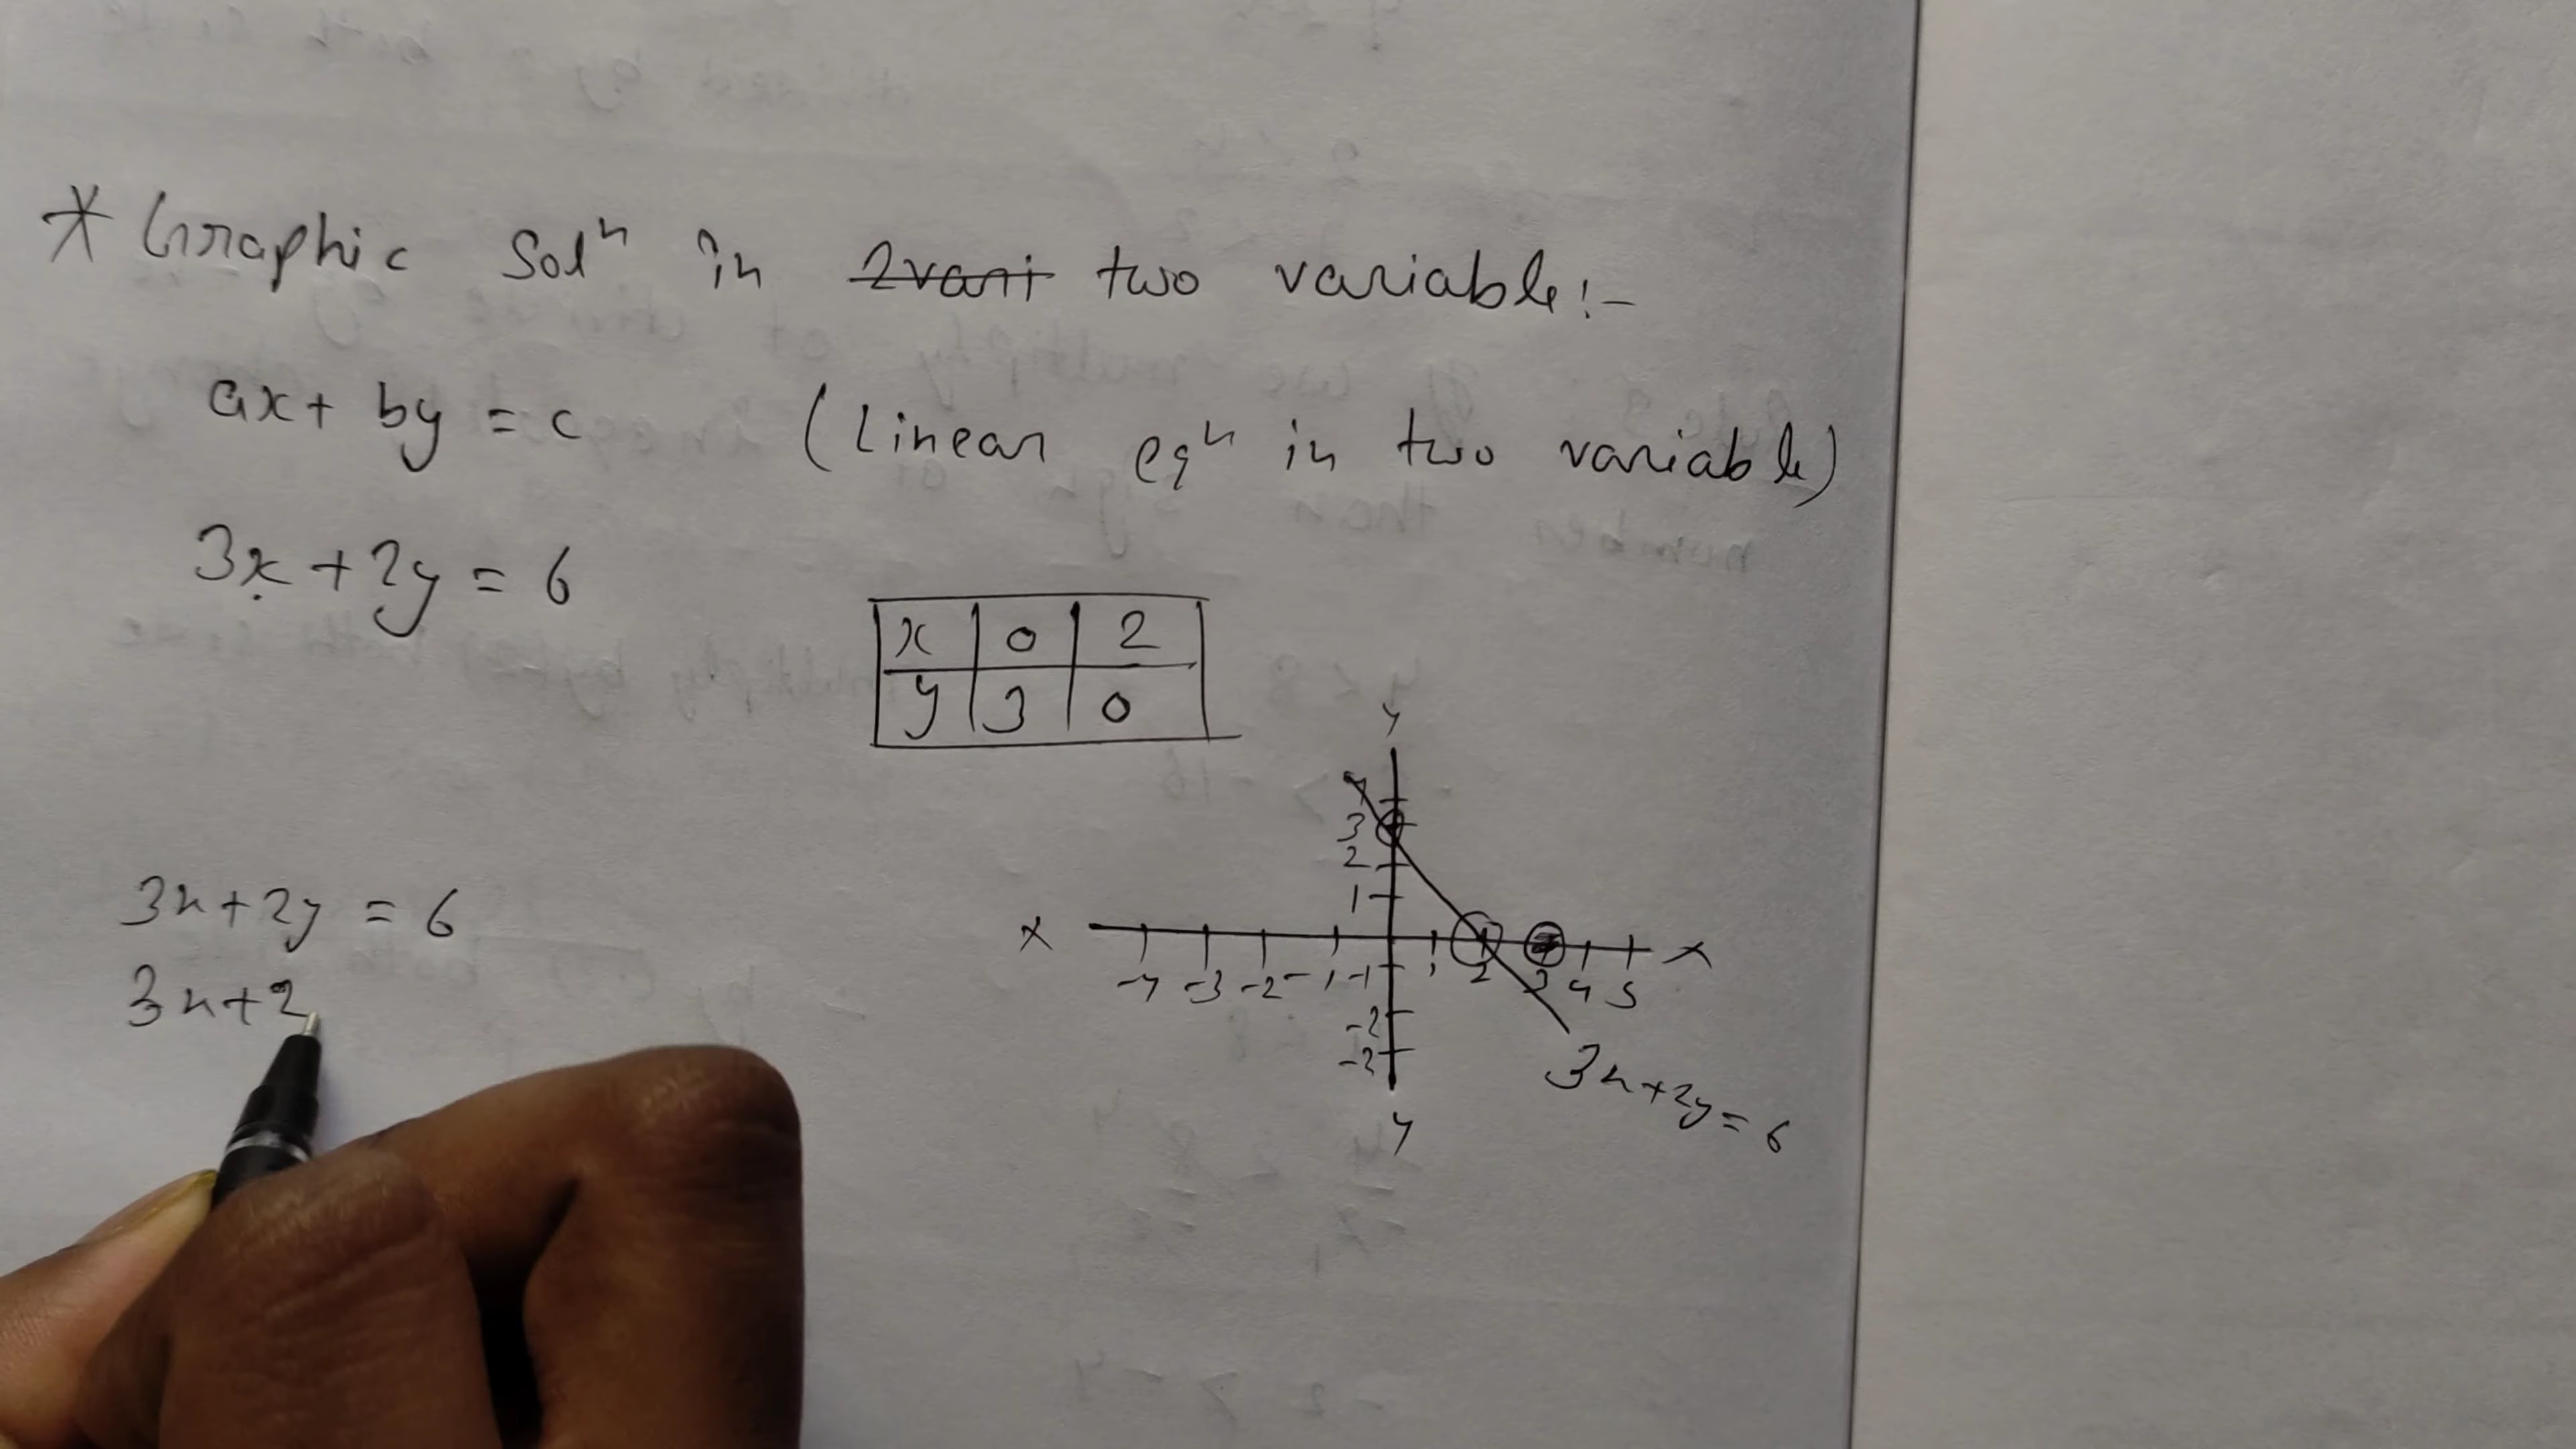 * Graphic Solⁿ in 2vari two variable:-
ax + by = c (Linear eqⁿ in two variable)
3x + 2y = 6
x 0 2
y 3 0
y
4
3
2
1
x -4 -3 -2 -1 -1 1 2 3 4 5 x
-2
-2
y
3x+2y=6
3x+2y = 6
3x+2